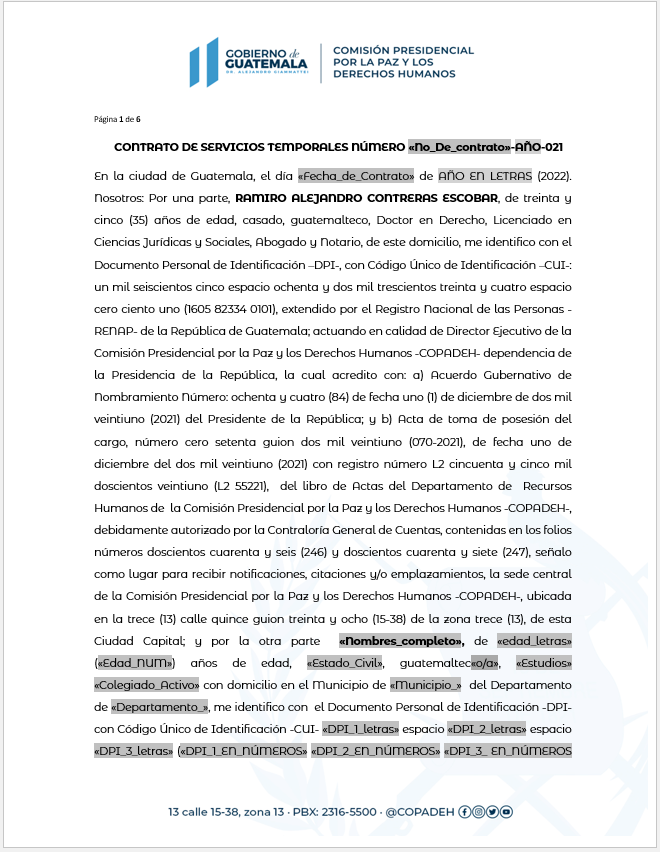 GOBIERNO de
GUATEMALA
DR. ALEJANDRO GIAMMATTEI
COMISIÓN PRESIDENCIAL
POR LA PAZ Y LOS
DERECHOS HUMANOS
Página 1 de 6
CONTRATO DE SERVICIOS TEMPORALES NÚMERO «No_De_contrato»-AÑO-021
En la ciudad de Guatemala, el día «Fecha_de_Contrato» de AÑO EN LETRAS (2022).
Nosotros: Por una parte, RAMIRO ALEJANDRO CONTRERAS ESCOBAR, de treinta y
cinco (35) años de edad, casado, guatemalteco, Doctor en Derecho, Licenciado en
Ciencias Jurídicas y Sociales, Abogado y Notario, de este domicilio, me identifico con el
Documento Personal de Identificación –DPI-, con Código Único de Identificación –CUI-:
un mil seiscientos cinco espacio ochenta y dos mil trescientos treinta y cuatro espacio
cero ciento uno (1605 82334 0101), extendido por el Registro Nacional de las Personas -
RENAP- de la República de Guatemala; actuando en calidad de Director Ejecutivo de la
Comisión Presidencial por la Paz y los Derechos Humanos -COPADEH- dependencia de
la Presidencia de la República, la cual acredito con: a) Acuerdo Gubernativo de
Nombramiento Número: ochenta y cuatro (84) de fecha uno (1) de diciembre de dos mil
veintiuno (2021) del Presidente de la República; y b) Acta de toma de posesión del
cargo, número cero setenta guion dos mil veintiuno (070-2021), de fecha uno de
diciembre del dos mil veintiuno (2021) con registro número L2 cincuenta y cinco mil
doscientos veintiuno (L2 55221), del libro de Actas del Departamento de Recursos
Humanos de la Comisión Presidencial por la Paz y los Derechos Humanos -COPADEH-,
debidamente autorizado por la Contraloría General de Cuentas, contenidas en los folios
números doscientos cuarenta y seis (246) y doscientos cuarenta y siete (247), señalo
como lugar para recibir notificaciones, citaciones y/o emplazamientos, la sede central
de la Comisión Presidencial por la Paz y los Derechos Humanos -COPADEH-, ubicada
en la trece (13) calle quince guion treinta y ocho (15-38) de la zona trece (13), de esta
Ciudad Capital; y por la otra parte «Nombres_completo», de «edad_letras»
(«Edad_NUM») años de edad, «Estado_Civil», guatemaltec«o/a», «Estudios»
«Colegiado_Activo» con domicilio en el Municipio de «Municipio_» del Departamento
de «Departamento_», me identifico con el Documento Personal de Identificación -DPI-
con Código Único de Identificación -CUI- «DPI_1_letras» espacio «DPI_2_letras» espacio
«DPI_3_letras» («DPI_1_EN_NÚMEROS» «DPI_2_EN_NÚMEROS» «DPI_3_ EN_NÚMEROS
13 calle 15-38, zona 13 · PBX: 2316-5500 · @COPADEH